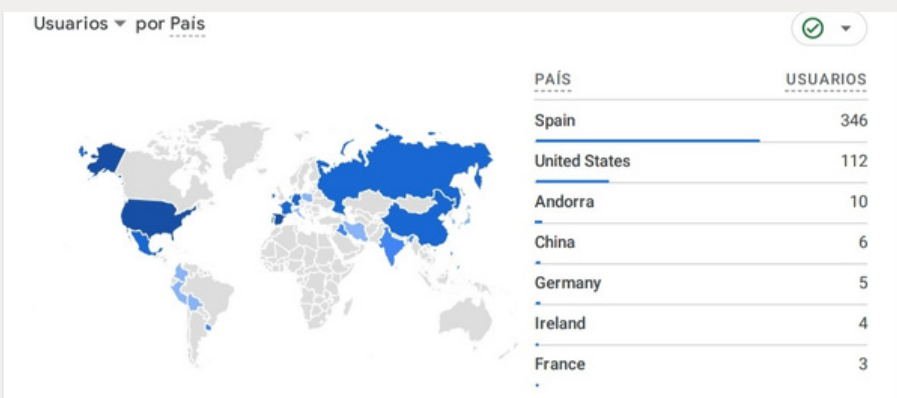 Usuarios por País
PAÍS USUARIOS
Spain 346
United States 112
Andorra 10
China 6
Germany 5
Ireland 4
France 3